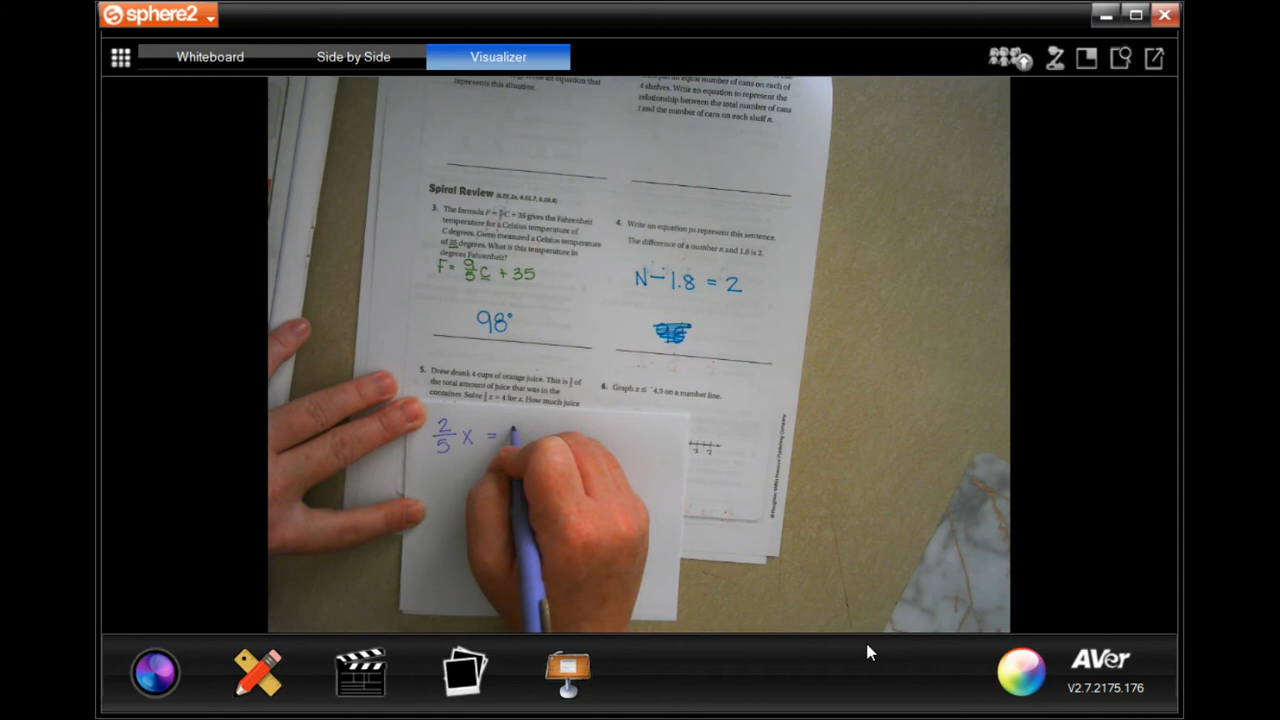 sphere2
Whiteboard
Side by Side
Visualizer
represents this situation.
4 shelves. Write an equation to represent the
relationship between the total number of cans
t and the number of cans on each shelf n.
Spiral Review
3. The formula F = 9/5 C + 35 gives the Fahrenheit
temperature for a Celsius temperature of
C degrees. Gwen measured a Celsius temperature
of 35 degrees. What is this temperature in
degrees Fahrenheit?
F = 9/5 C + 35
98°
4. Write an equation to represent this sentence.
The difference of a number n and 1.8 is 2.
N - 1.8 = 2
5. Drew drank 4 cups of orange juice. This is 2/5 of
the total amount of juice that was in the
container. Solve 2/5 x = 4 for x. How much juice
2/5 X =
6. Graph x ≤ ⁻4.5 on a number line.
AVer
V2.7.2175.176